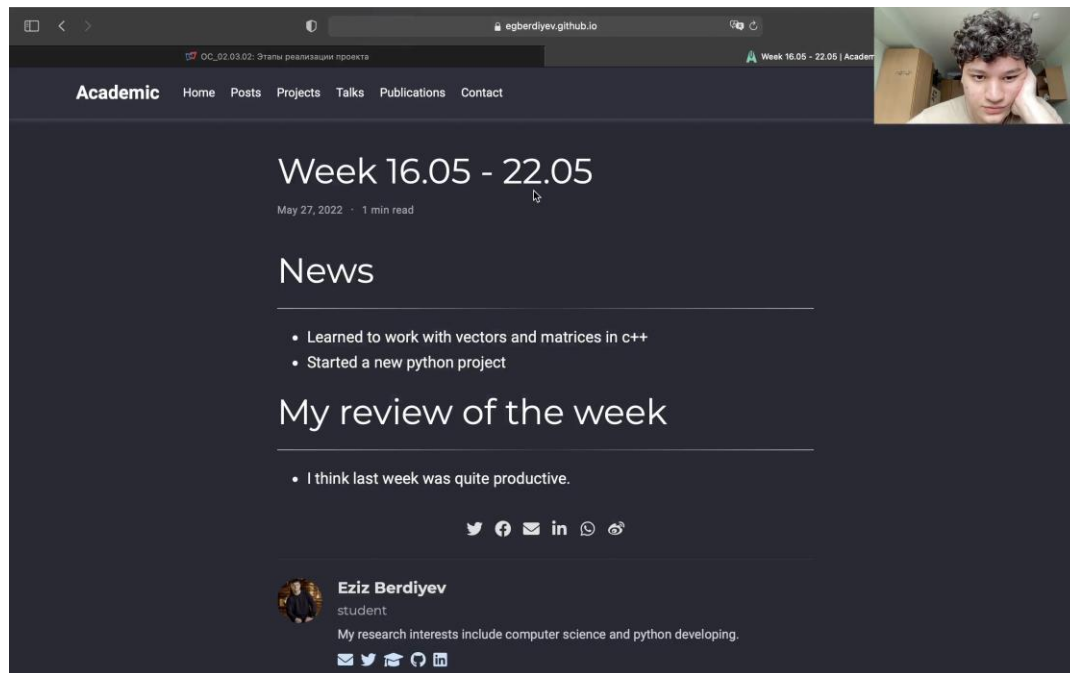 egberdiyev.github.io
ОС_02.03.02: Этапы реализации проекта
Week 16.05 - 22.05 | Academ
Academic Home Posts Projects Talks Publications Contact
Week 16.05 - 22.05
May 27, 2022 · 1 min read
News
• Learned to work with vectors and matrices in c++
• Started a new python project
My review of the week
• I think last week was quite productive.
Eziz Berdiyev
student
My research interests include computer science and python developing.